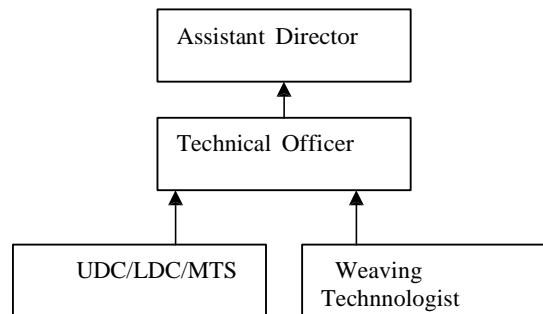 Assistant Director
Technical Officer
UDC/LDC/MTS
Weaving
Technnologist